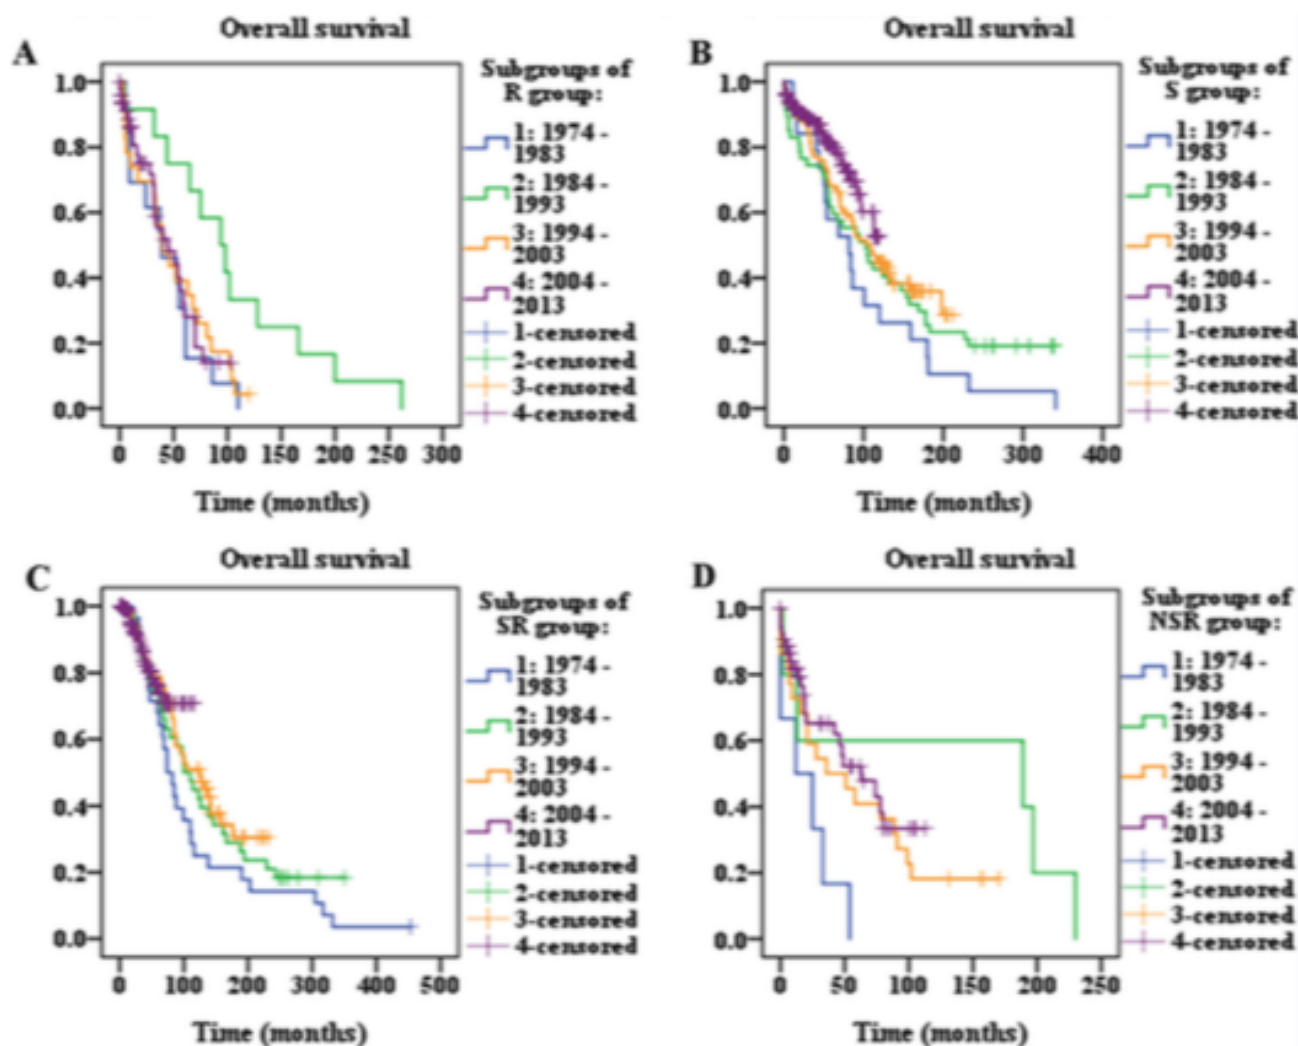 A
Overall survival
Subgroups of
R group:
1: 1974 -
1983
2: 1984 -
1993
3: 1994 -
2003
4: 2004 -
2013
1-censored
2-censored
3-censored
4-censored
1.0
0.8
0.6
0.4
0.2
0.0
0 50 100 150 200 250 300
Time (months)
B
Overall survival
Subgroups of
S group:
1: 1974 -
1983
2: 1984 -
1993
3: 1994 -
2003
4: 2004 -
2013
1-censored
2-censored
3-censored
4-censored
1.0
0.8
0.6
0.4
0.2
0.0
0 100 200 300 400
Time (months)
C
Overall survival
Subgroups of
SR group:
1: 1974 -
1983
2: 1984 -
1993
3: 1994 -
2003
4: 2004 -
2013
1-censored
2-censored
3-censored
4-censored
1.0
0.8
0.6
0.4
0.2
0.0
0 100 200 300 400 500
Time (months)
D
Overall survival
Subgroups of
NSR group:
1: 1974 -
1983
2: 1984 -
1993
3: 1994 -
2003
4: 2004 -
2013
1-censored
2-censored
3-censored
4-censored
1.0
0.8
0.6
0.4
0.2
0.0
0 50 100 150 200 250
Time (months)